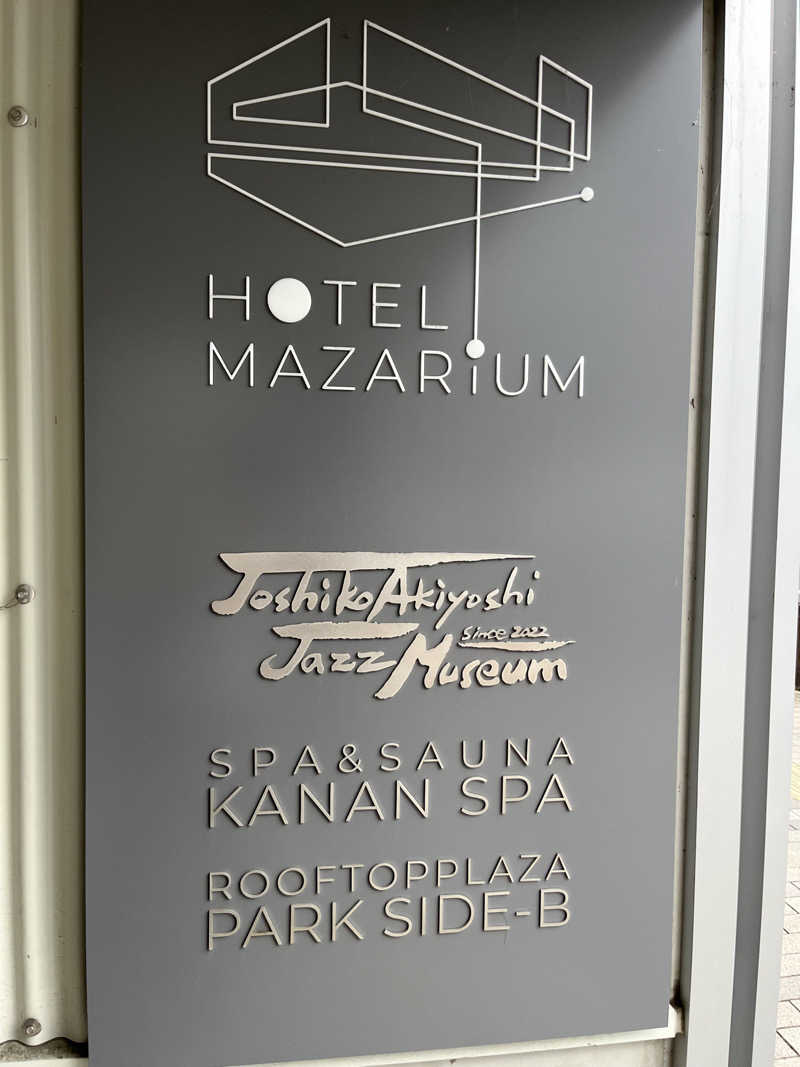 HOTEL
MAZARiUM
Toshiko Akiyoshi
Jazz Museum
Since 2022
SPA&SAUNA
KANAN SPA
ROOFTOPPLAZA
PARK SIDE-B